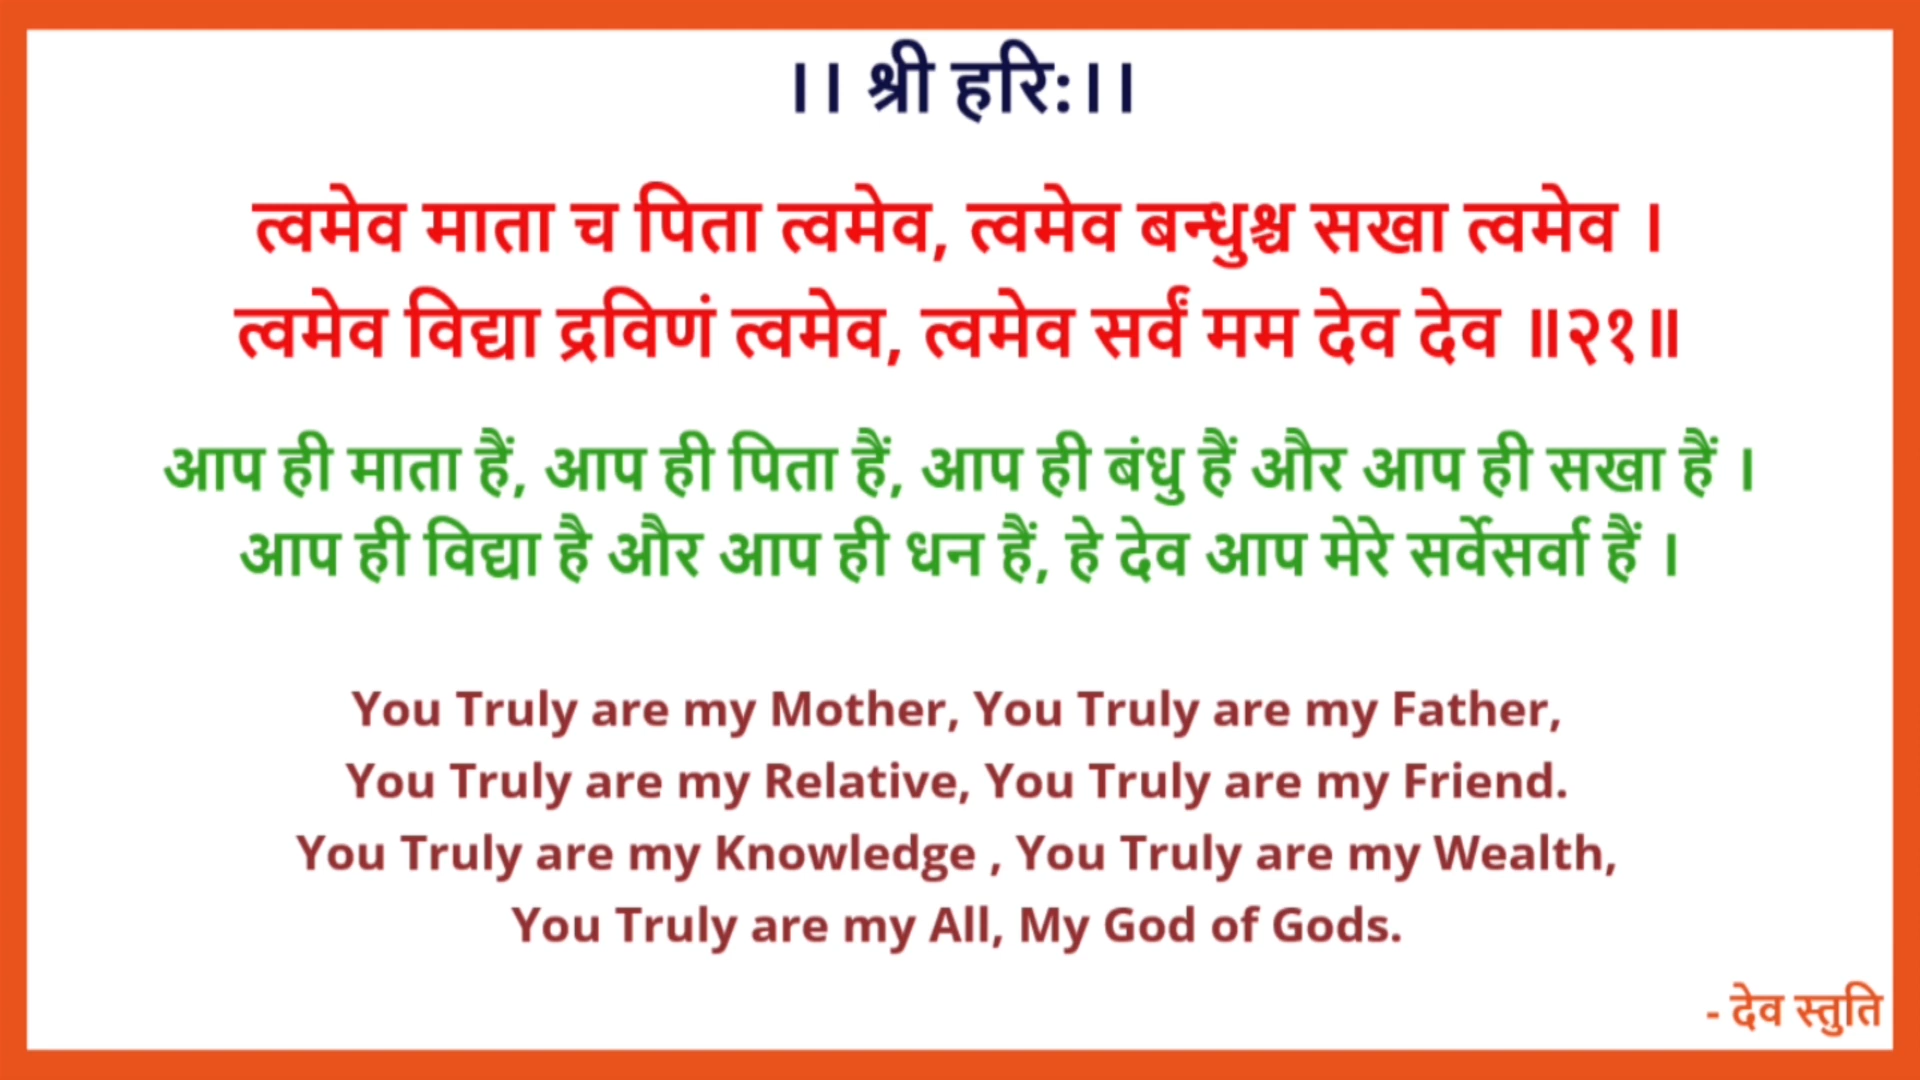 ।। श्री हरि:।।
त्वमेव माता च पिता त्वमेव, त्वमेव बन्धुश्च सखा त्वमेव ।
त्वमेव विद्या द्रविणं त्वमेव, त्वमेव सर्वं मम देव देव ॥२१॥
आप ही माता हैं, आप ही पिता हैं, आप ही बंधु हैं और आप ही सखा हैं ।
आप ही विद्या है और आप ही धन हैं, हे देव आप मेरे सर्वेसर्वा हैं ।
You Truly are my Mother, You Truly are my Father,
You Truly are my Relative, You Truly are my Friend.
You Truly are my Knowledge , You Truly are my Wealth,
You Truly are my All, My God of Gods.
- देव स्तुति